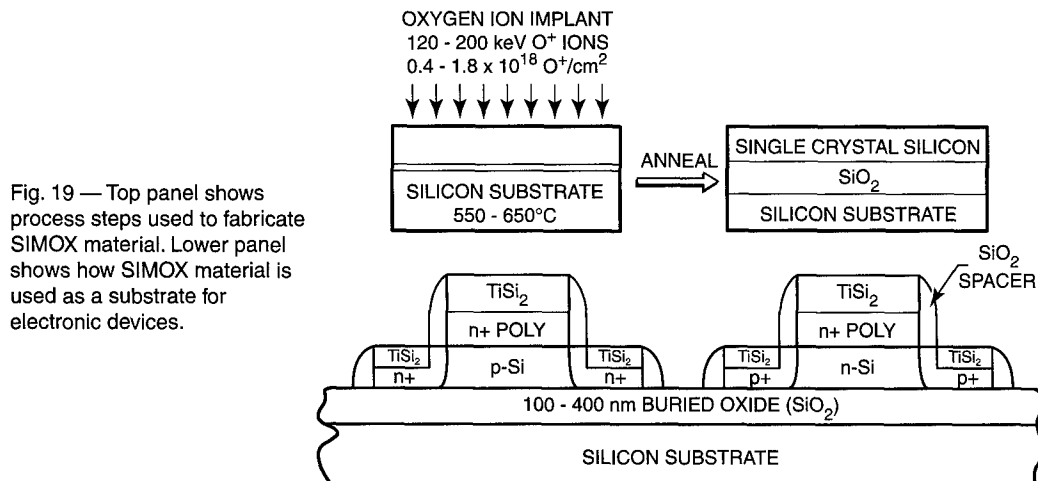 OXYGEN ION IMPLANT
120 - 200 keV O⁺ IONS
0.4 - 1.8 x 10¹⁸ O⁺/cm²
SILICON SUBSTRATE
550 - 650°C
ANNEAL
SINGLE CRYSTAL SILICON
SiO₂
SILICON SUBSTRATE
Fig. 19 — Top panel shows
process steps used to fabricate
SIMOX material. Lower panel
shows how SIMOX material is
used as a substrate for
electronic devices.
SiO₂
SPACER
TiSi₂
n+ POLY
TiSi₂
n+
p-Si
TiSi₂
n+
TiSi₂
n+ POLY
TiSi₂
p+
n-Si
TiSi₂
p+
100 - 400 nm BURIED OXIDE (SiO₂)
SILICON SUBSTRATE